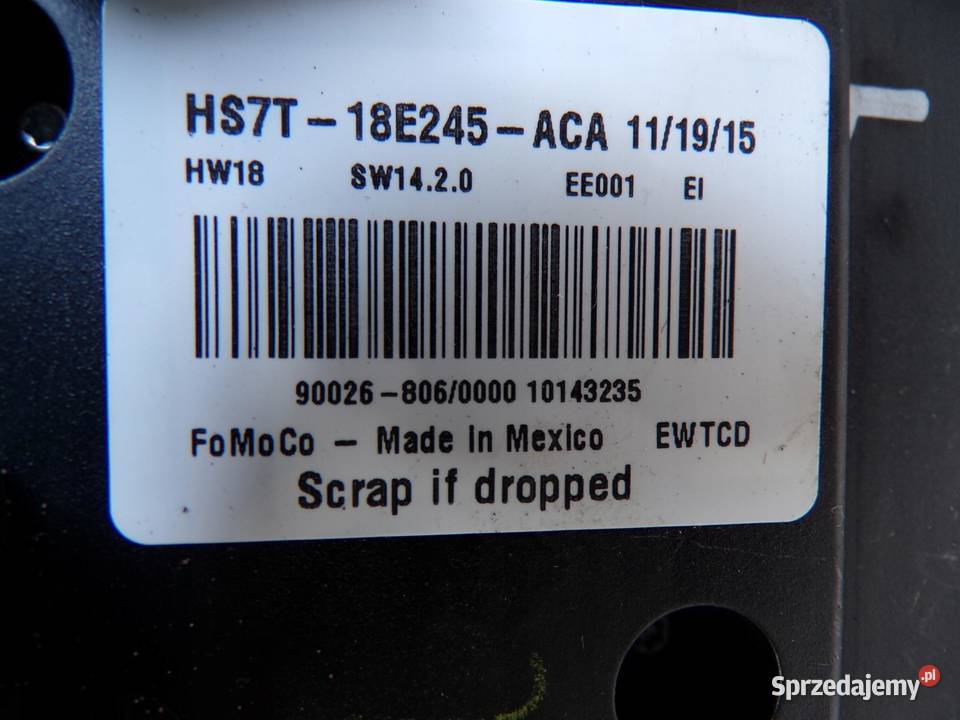 HS7T-18E245-ACA 11/19/15
HW18 SW14.2.0 EE001 EI
90026-806/0000 10143235
FoMoCo - Made in Mexico EWTCD
Scrap if dropped
Sprzedajemy.pl